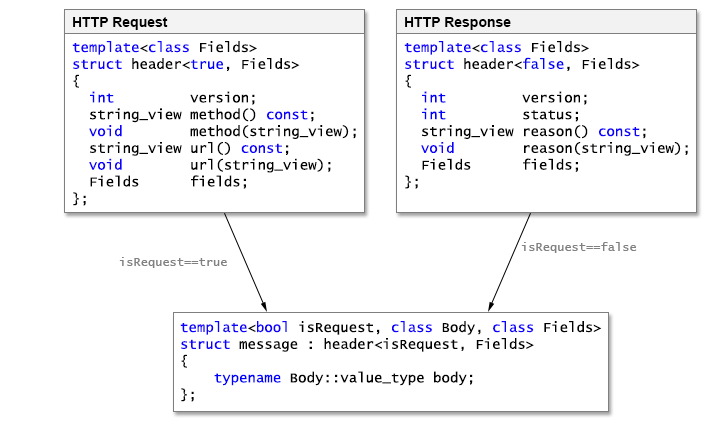 HTTP Request
template<class Fields>
struct header<true, Fields>
{
  int         version;
  string_view method() const;
  void        method(string_view);
  string_view url() const;
  void        url(string_view);
  Fields      fields;
};
HTTP Response
template<class Fields>
struct header<false, Fields>
{
  int         version;
  int         status;
  string_view reason() const;
  void        reason(string_view);
  Fields      fields;
};
isRequest==true
isRequest==false
template<bool isRequest, class Body, class Fields>
struct message : header<isRequest, Fields>
{
    typename Body::value_type body;
};